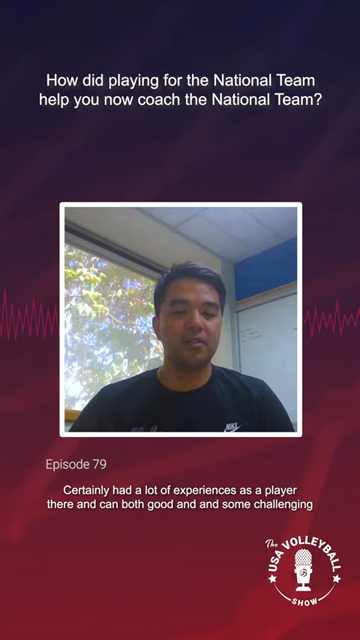 How did playing for the National Team
help you now coach the National Team?
NIKE
Episode 79
Certainly had a lot of experiences as a player
there and can both good and and some challenging
The
USA VOLLEYBALL
SHOW